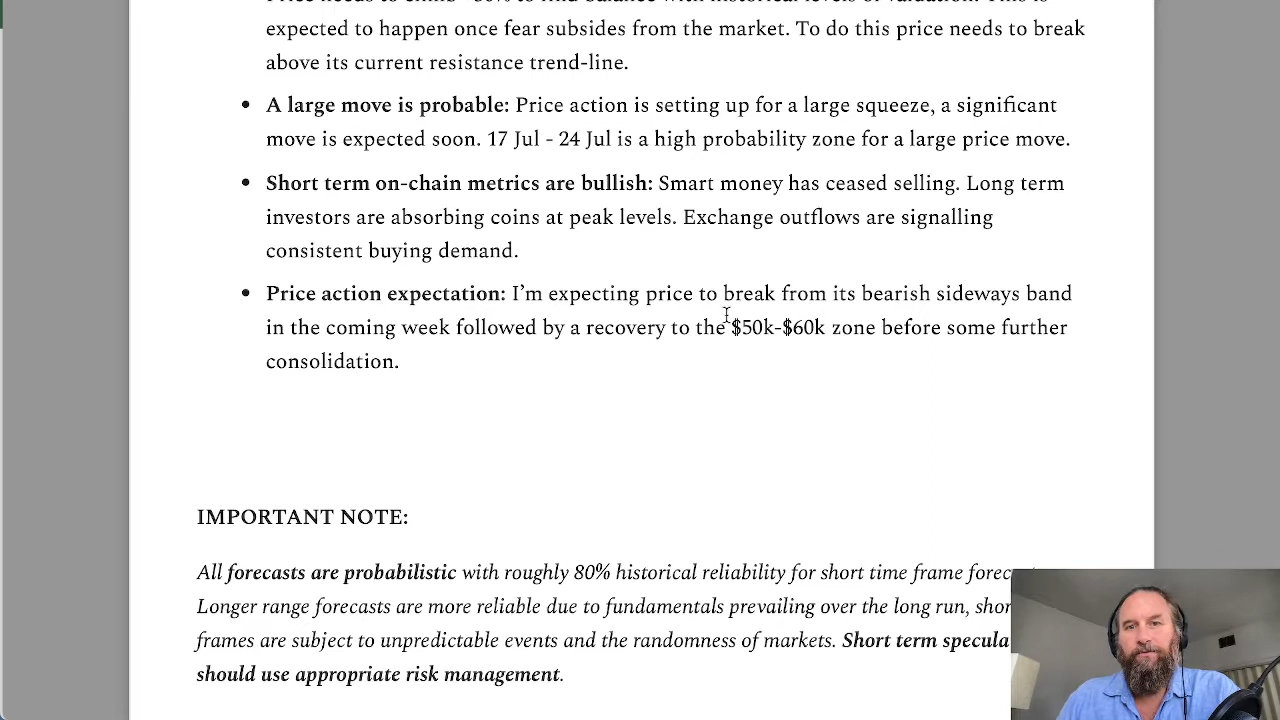 expected to happen once fear subsides from the market. To do this price needs to break
above its current resistance trend-line.
• A large move is probable: Price action is setting up for a large squeeze, a significant
move is expected soon. 17 Jul - 24 Jul is a high probability zone for a large price move.
• Short term on-chain metrics are bullish: Smart money has ceased selling. Long term
investors are absorbing coins at peak levels. Exchange outflows are signalling
consistent buying demand.
• Price action expectation: I’m expecting price to break from its bearish sideways band
in the coming week followed by a recovery to the $50k-$60k zone before some further
consolidation.
IMPORTANT NOTE:
All forecasts are probabilistic with roughly 80% historical reliability for short time frame
Longer range forecasts are more reliable due to fundamentals prevailing over the long run,
frames are subject to unpredictable events and the randomness of markets. Short term
should use appropriate risk management.